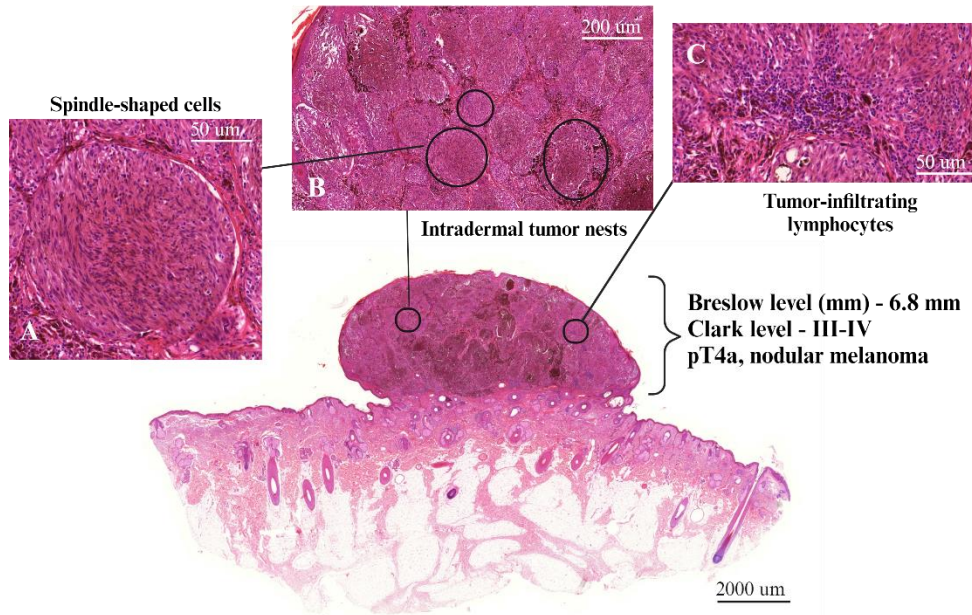 200 um
C
Spindle-shaped cells
50 um
B
50 um
Tumor-infiltrating
lymphocytes
Intradermal tumor nests
A
Breslow level (mm) - 6.8 mm
Clark level - III-IV
pT4a, nodular melanoma
2000 um